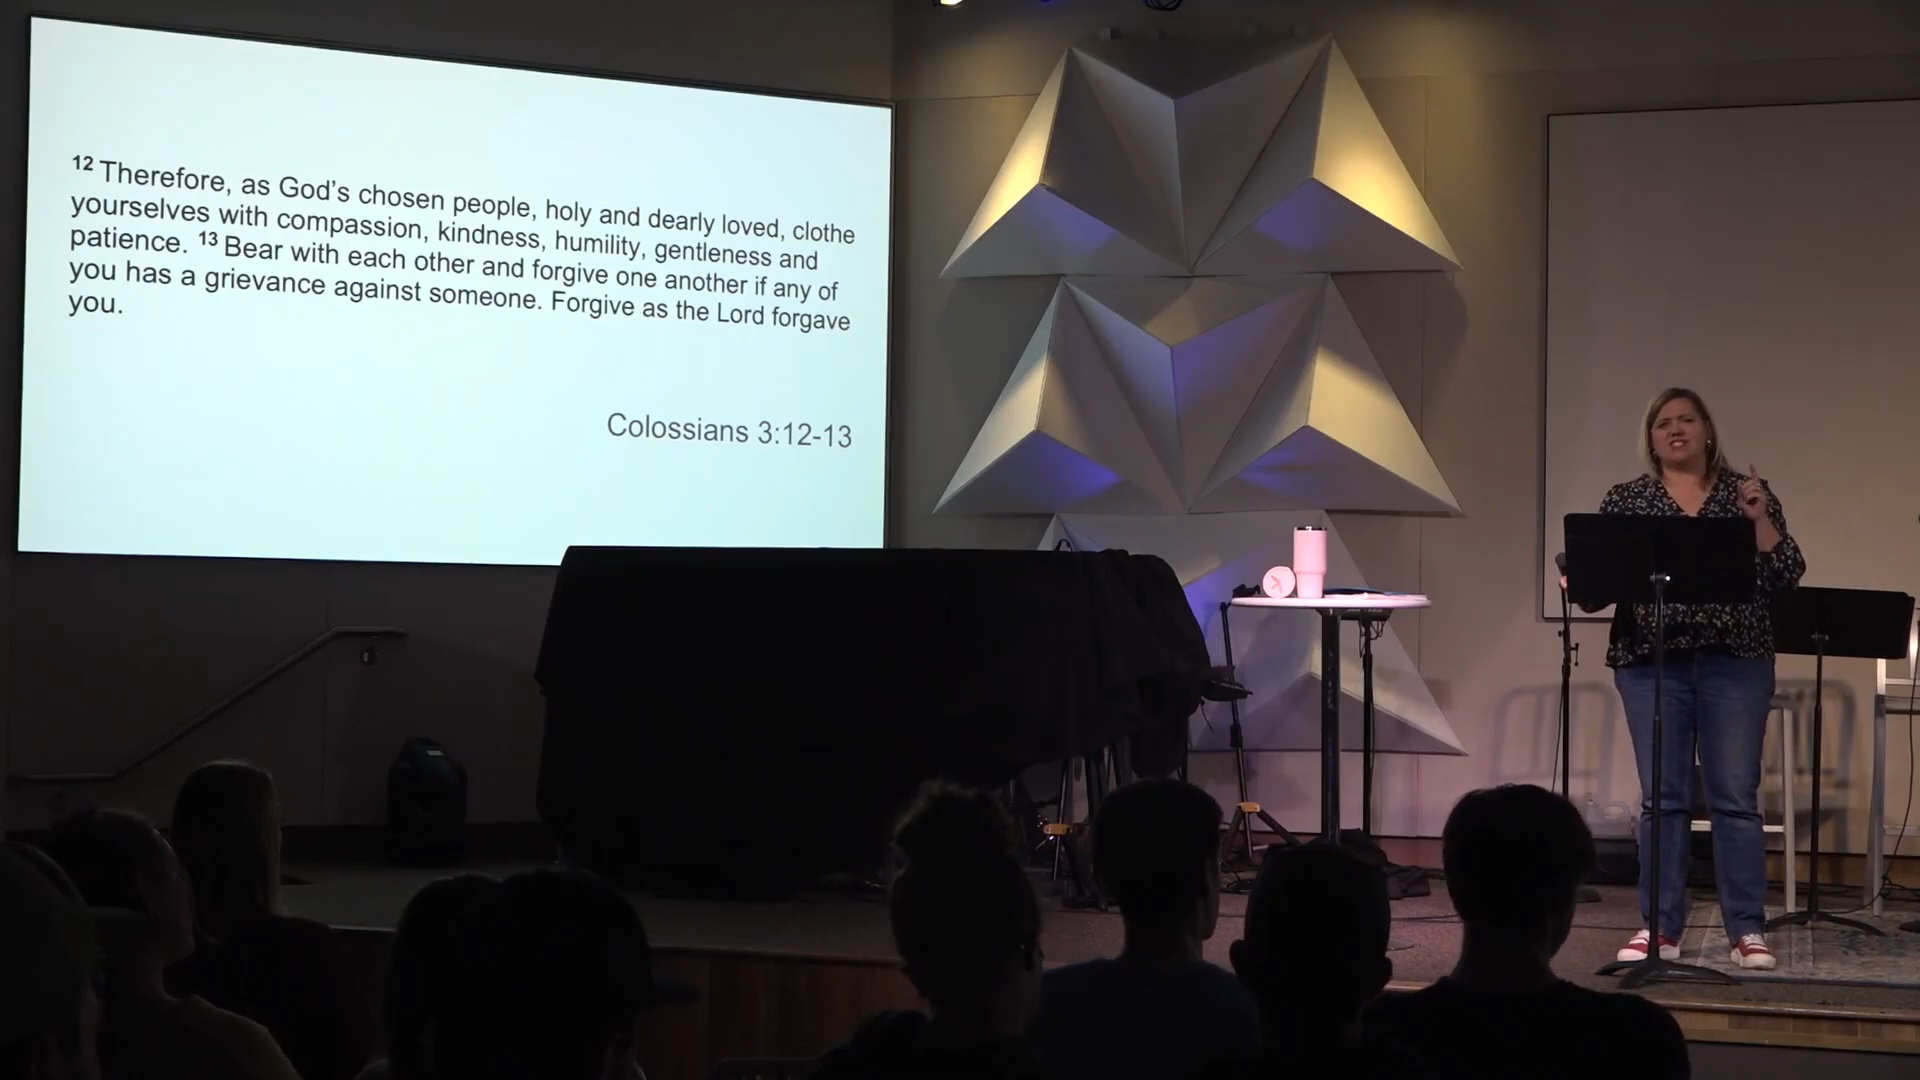 12 Therefore, as God's chosen people, holy and dearly loved, clothe
yourselves with compassion, kindness, humility, gentleness and
patience. 13 Bear with each other and forgive one another if any of
you has a grievance against someone. Forgive as the Lord forgave
you.
Colossians 3:12-13